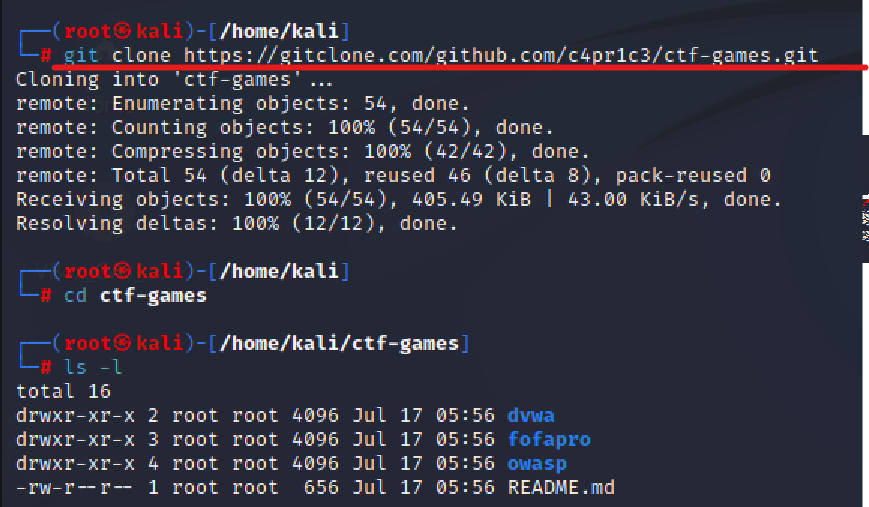 ┌──(root㉿kali)-[/home/kali]
└─# git clone https://gitclone.com/github.com/c4pr1c3/ctf-games.git
Cloning into 'ctf-games'...
remote: Enumerating objects: 54, done.
remote: Counting objects: 100% (54/54), done.
remote: Compressing objects: 100% (42/42), done.
remote: Total 54 (delta 12), reused 46 (delta 8), pack-reused 0
Receiving objects: 100% (54/54), 405.49 KiB | 43.00 KiB/s, done.
Resolving deltas: 100% (12/12), done.
┌──(root㉿kali)-[/home/kali]
└─# cd ctf-games
┌──(root㉿kali)-[/home/kali/ctf-games]
└─# ls -l
total 16
drwxr-xr-x 2 root root 4096 Jul 17 05:56 dvwa
drwxr-xr-x 3 root root 4096 Jul 17 05:56 fofapro
drwxr-xr-x 4 root root 4096 Jul 17 05:56 owasp
-rw-r--r-- 1 root root  656 Jul 17 05:56 README.md